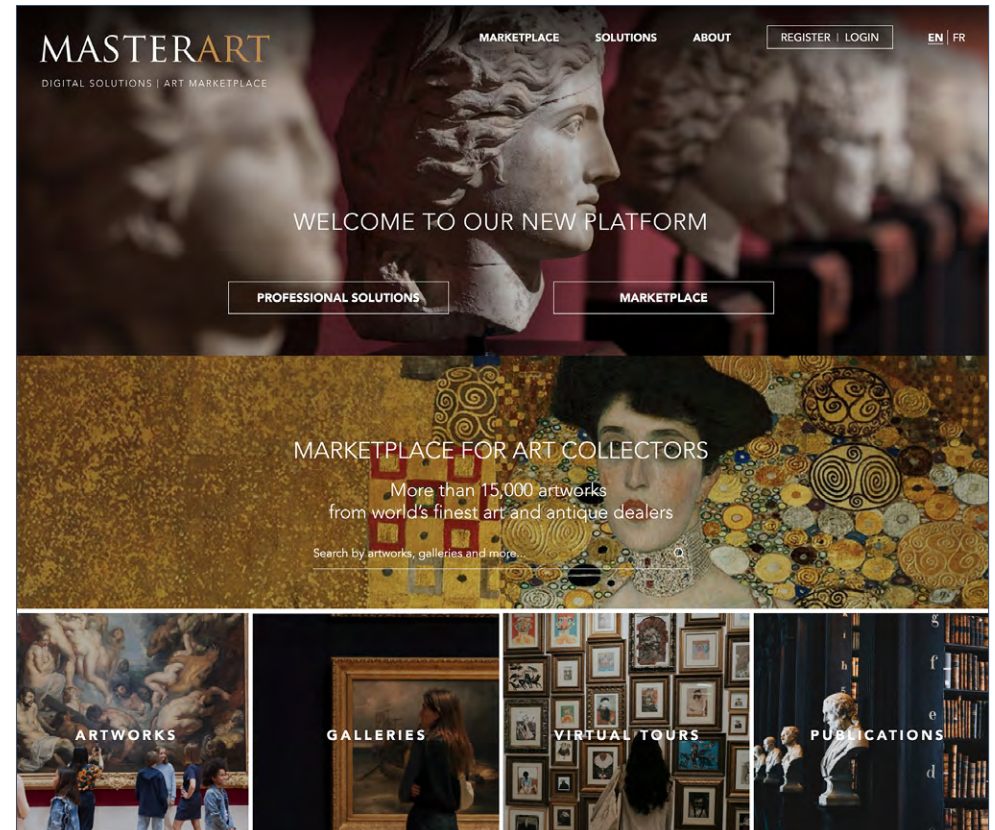 MASTERART
DIGITAL SOLUTIONS | ART MARKETPLACE
MARKETPLACE
SOLUTIONS
ABOUT
REGISTER | LOGIN
EN | FR
WELCOME TO OUR NEW PLATFORM
PROFESSIONAL SOLUTIONS
MARKETPLACE
MARKETPLACE FOR ART COLLECTORS
More than 15,000 artworks
from world's finest art and antique dealers
Search by artworks, galleries and more...
ARTWORKS
GALLERIES
VIRTUAL TOURS
PUBLICATIONS
g
f
e
d